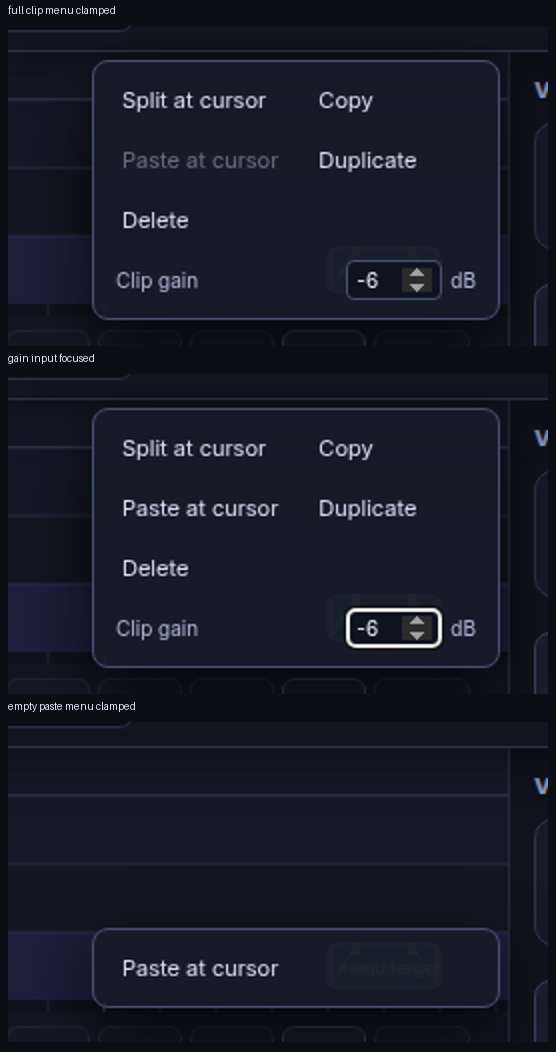 full clip menu clamped
Split at cursor Copy
Paste at cursor Duplicate
Delete
Clip gain -6 dB
gain input focused
Split at cursor Copy
Paste at cursor Duplicate
Delete
Clip gain -6 dB
empty paste menu clamped
Paste at cursor